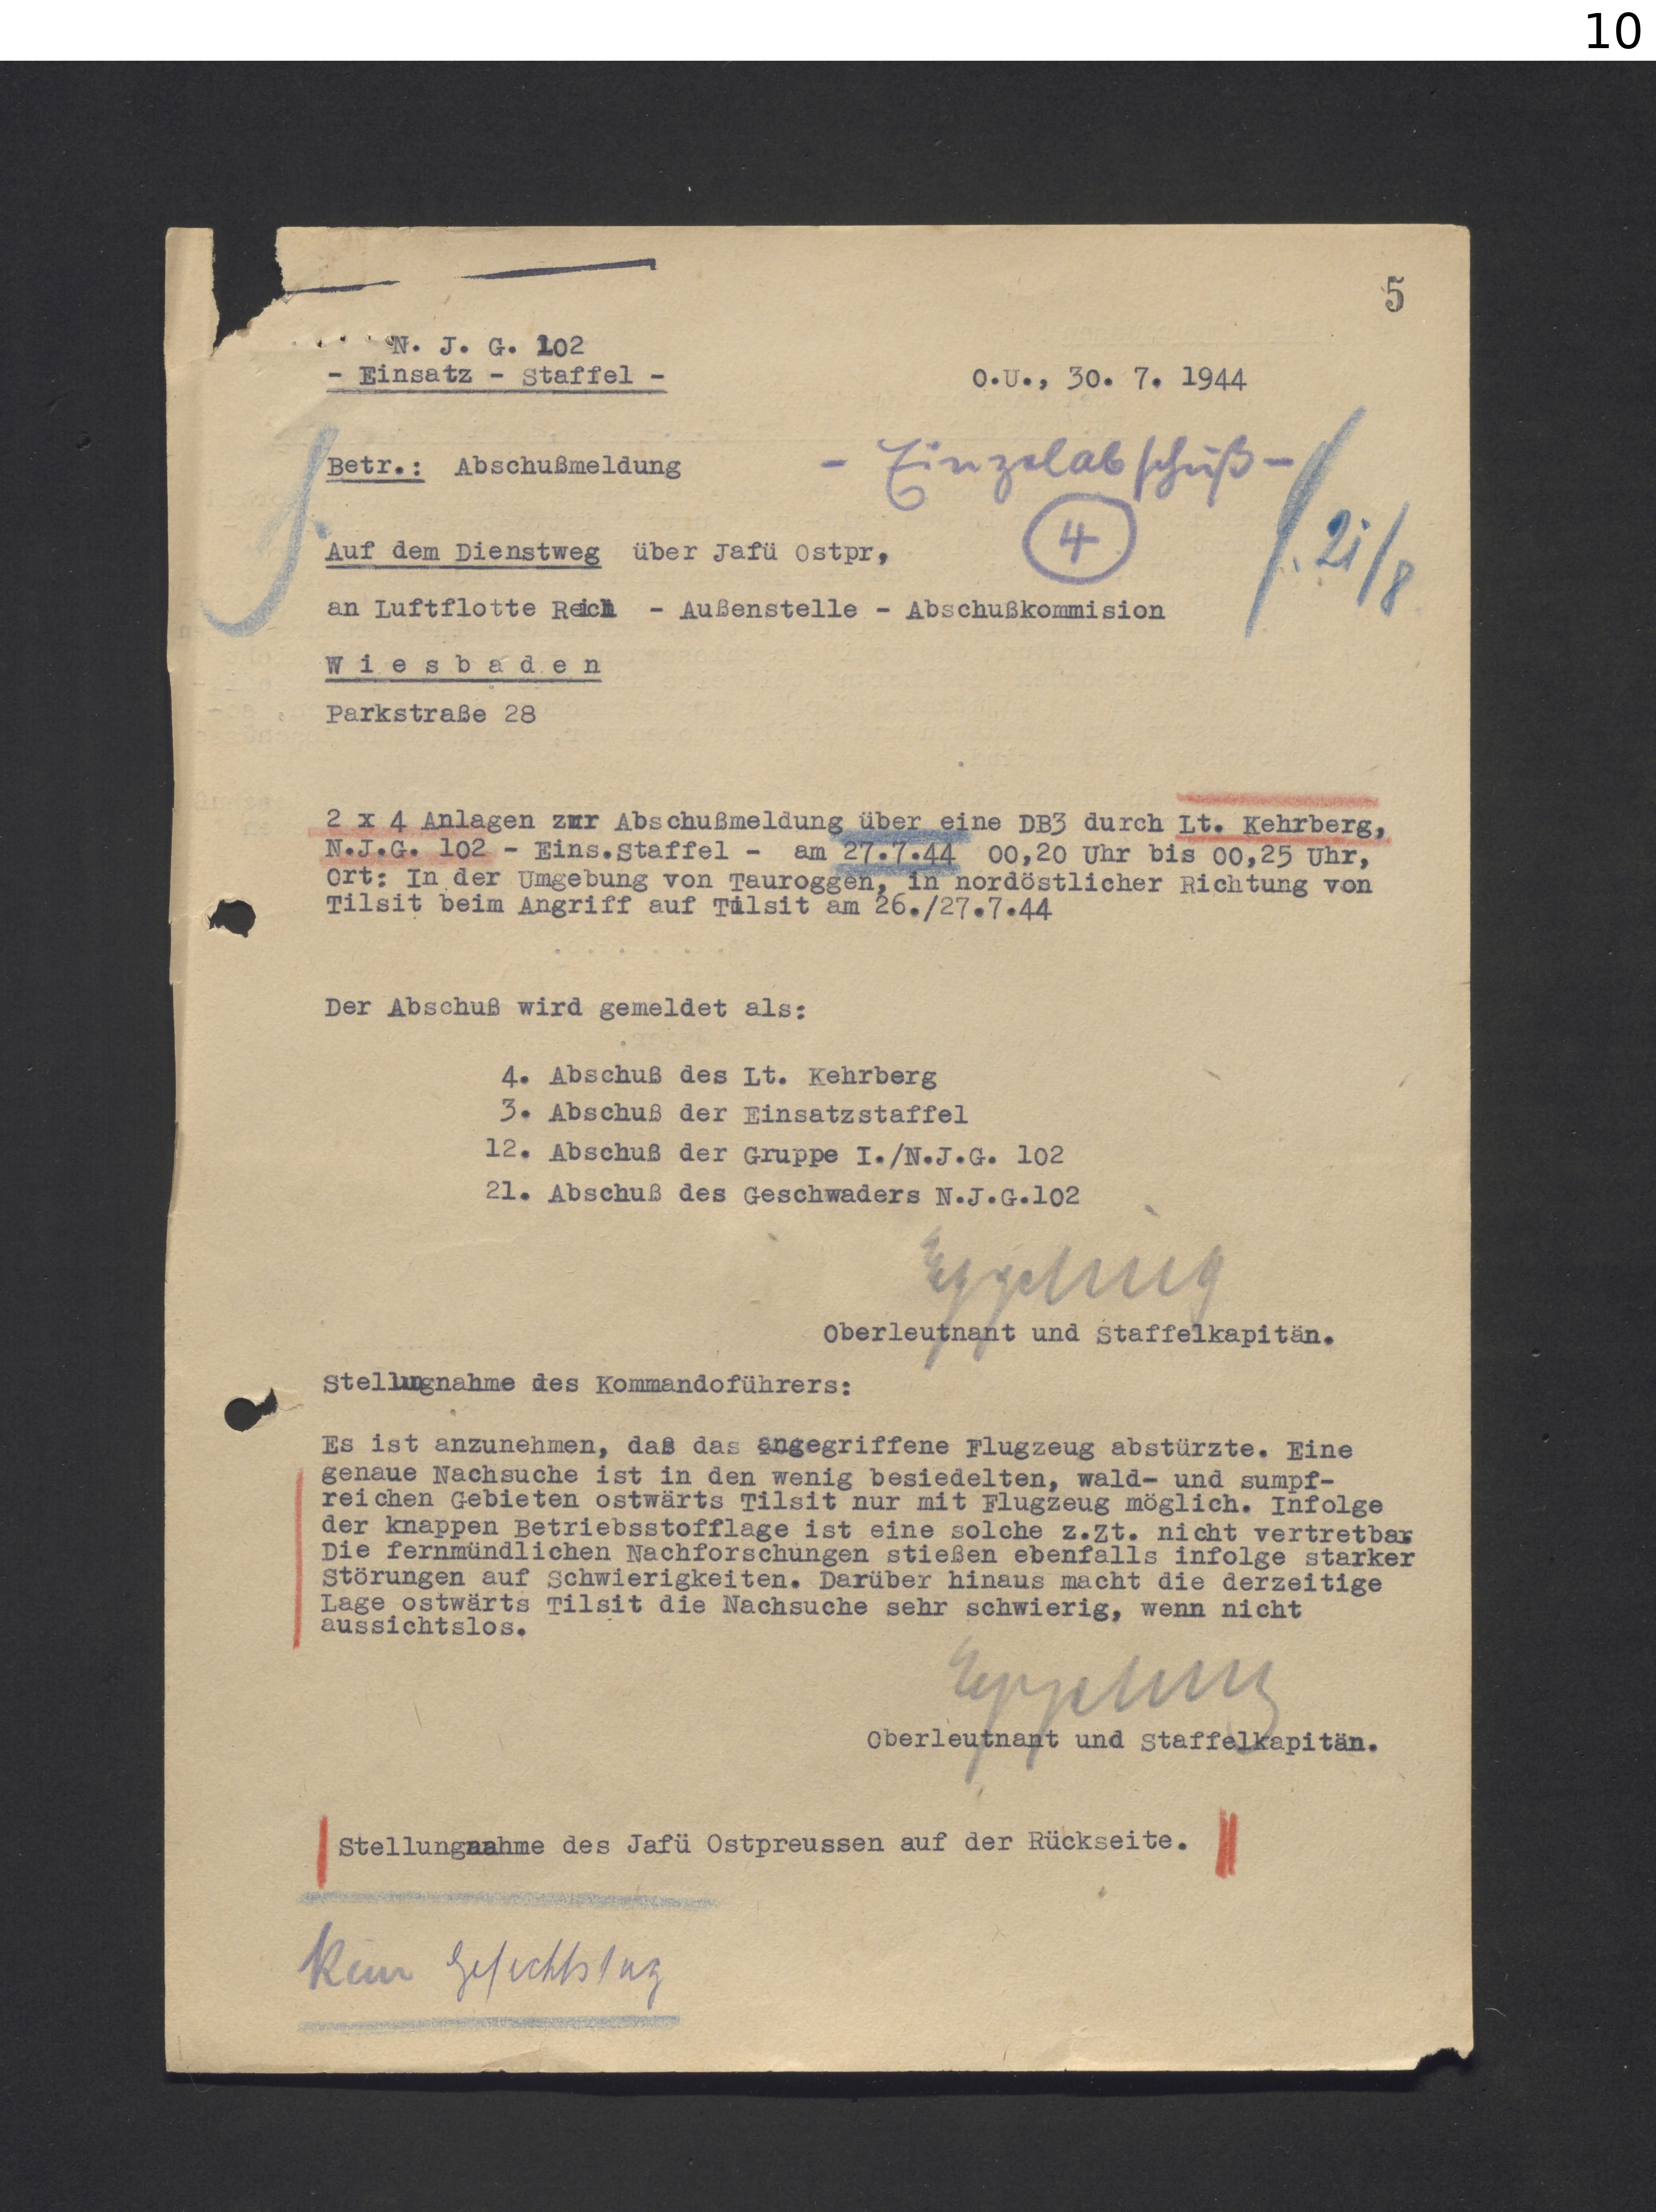 10
5
N. J. G. 102
- Einsatz - Staffel -
O.U., 30. 7. 1944
Betr.: Abschußmeldung
- Einzelabschuß -
4
Auf dem Dienstweg über Jafü Ostpr,
21/8
an Luftflotte Reich - Außenstelle - Abschußkommision
W i e s b a d e n
Parkstraße 28
2 x 4 Anlagen zur Abschußmeldung über eine DB3 durch Lt. Kehrberg,
N.J.G. 102 - Eins.Staffel - am 27.7.44 00,20 Uhr bis 00,25 Uhr,
Ort: In der Umgebung von Tauroggen, in nordöstlicher Richtung von
Tilsit beim Angriff auf Tilsit am 26./27.7.44
Der Abschuß wird gemeldet als:
4. Abschuß des Lt. Kehrberg
3. Abschuß der Einsatzstaffel
12. Abschuß der Gruppe I./N.J.G. 102
21. Abschuß des Geschwaders N.J.G.102
Oberleutnant und Staffelkapitän.
Stellungnahme des Kommandoführers:
Es ist anzunehmen, daß das angegriffene Flugzeug abstürzte. Eine
genaue Nachsuche ist in den wenig besiedelten, wald- und sumpf-
reichen Gebieten ostwärts Tilsit nur mit Flugzeug möglich. Infolge
der knappen Betriebsstofflage ist eine solche z.Zt. nicht vertretbar
Die fernmündlichen Nachforschungen stießen ebenfalls infolge starker
Störungen auf Schwierigkeiten. Darüber hinaus macht die derzeitige
Lage ostwärts Tilsit die Nachsuche sehr schwierig, wenn nicht
aussichtslos.
Oberleutnant und Staffelkapitän.
Stellungnahme des Jafü Ostpreussen auf der Rückseite.
Kein